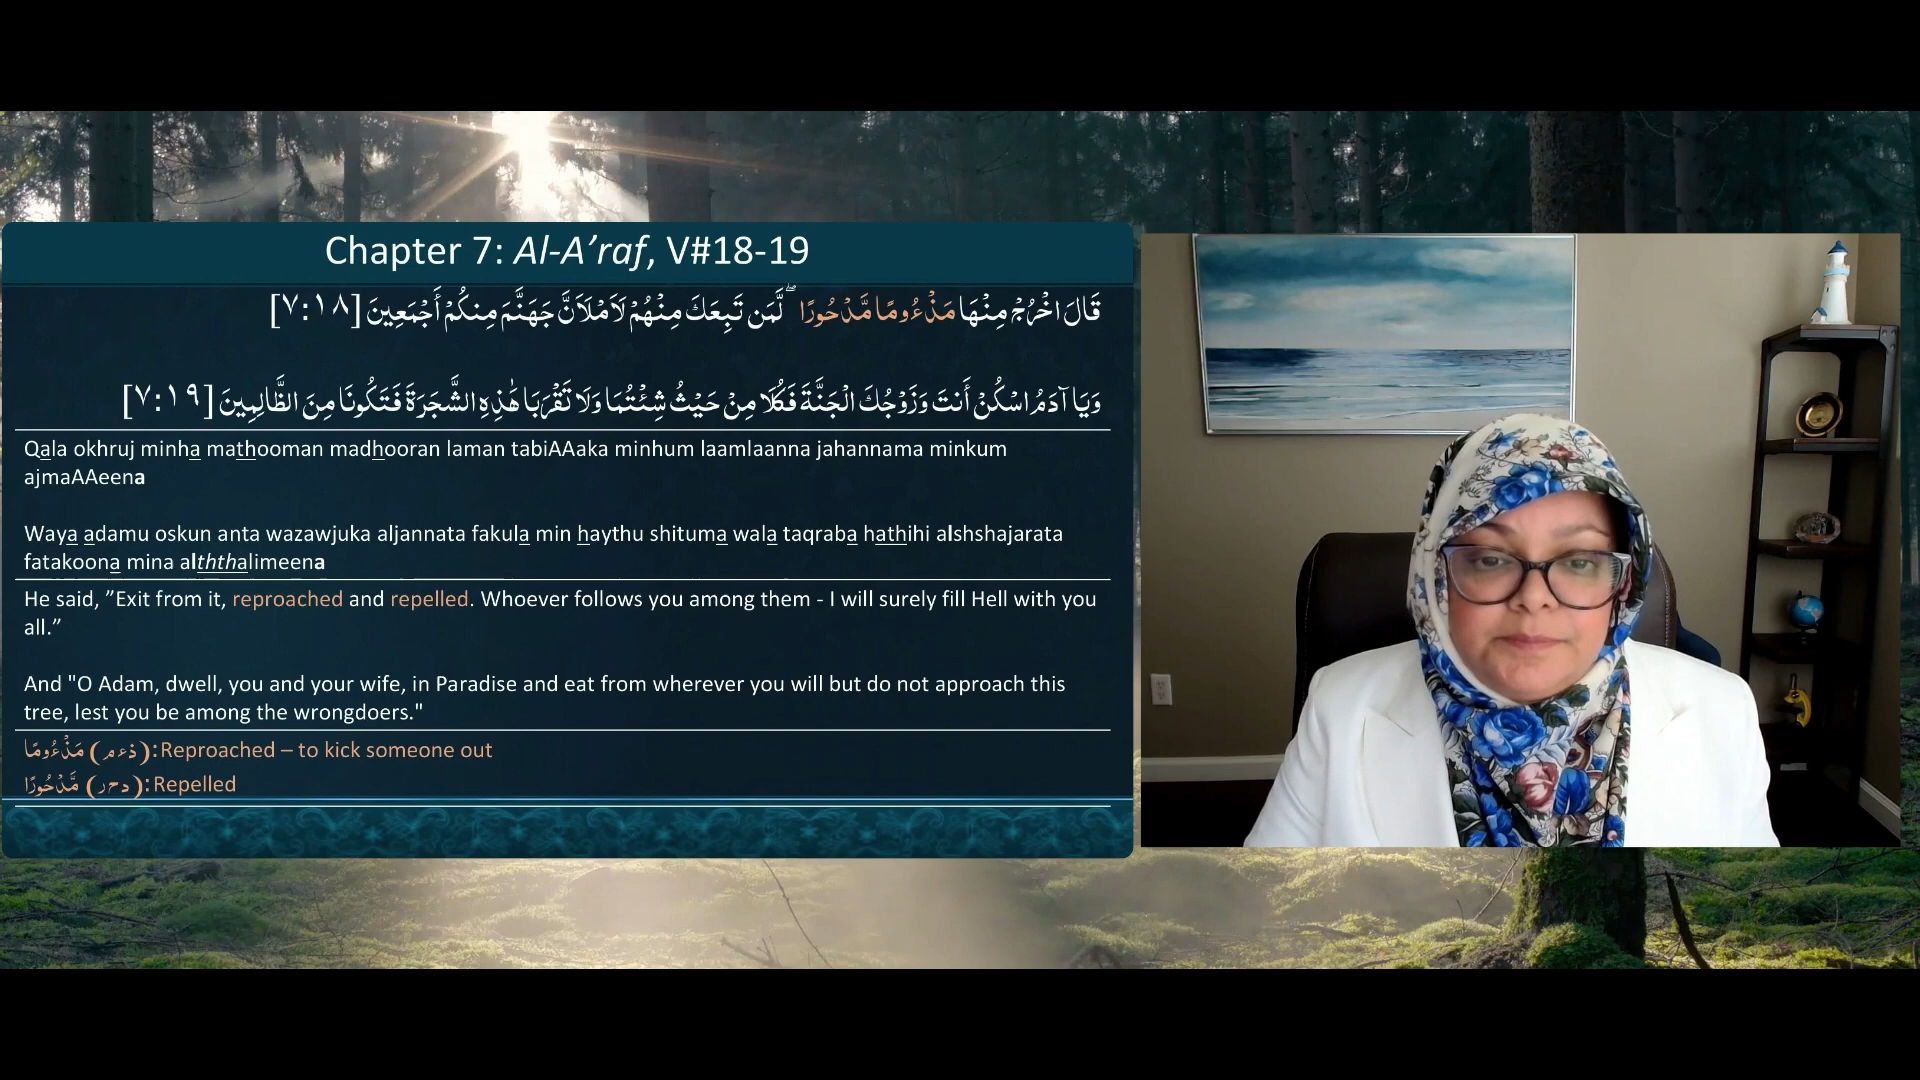 Chapter 7: Al-A’raf, V#18-19
قَالَ اخْرُجْ مِنْهَا مَذْءُومًا مَّدْحُورًا ۖ لَّمَن تَبِعَكَ مِنْهُمْ لَأَمْلَأَنَّ جَهَنَّمَ مِنكُمْ أَجْمَعِينَ [٧:١٨]
وَيَا آدَمُ اسْكُنْ أَنتَ وَزَوْجُكَ الْجَنَّةَ فَكُلَا مِنْ حَيْثُ شِئْتُمَا وَلَا تَقْرَبَا هَٰذِهِ الشَّجَرَةَ فَتَكُونَا مِنَ الظَّالِمِينَ [٧:١٩]
Qala okhruj minha mathooman madhooran laman tabiAAaka minhum laamlaanna jahannama minkum
ajmaAAeena
Waya adamu oskun anta wazawjuka aljannata fakula min haythu shituma wala taqraba hathihi alshshajarata
fatakoona mina alththalimeena
He said, ”Exit from it, reproached and repelled. Whoever follows you among them - I will surely fill Hell with you
all.”
And "O Adam, dwell, you and your wife, in Paradise and eat from wherever you will but do not approach this
tree, lest you be among the wrongdoers."
مَذْءُومًا (ذءم):Reproached – to kick someone out
مَّدْحُورًا (دحر):Repelled